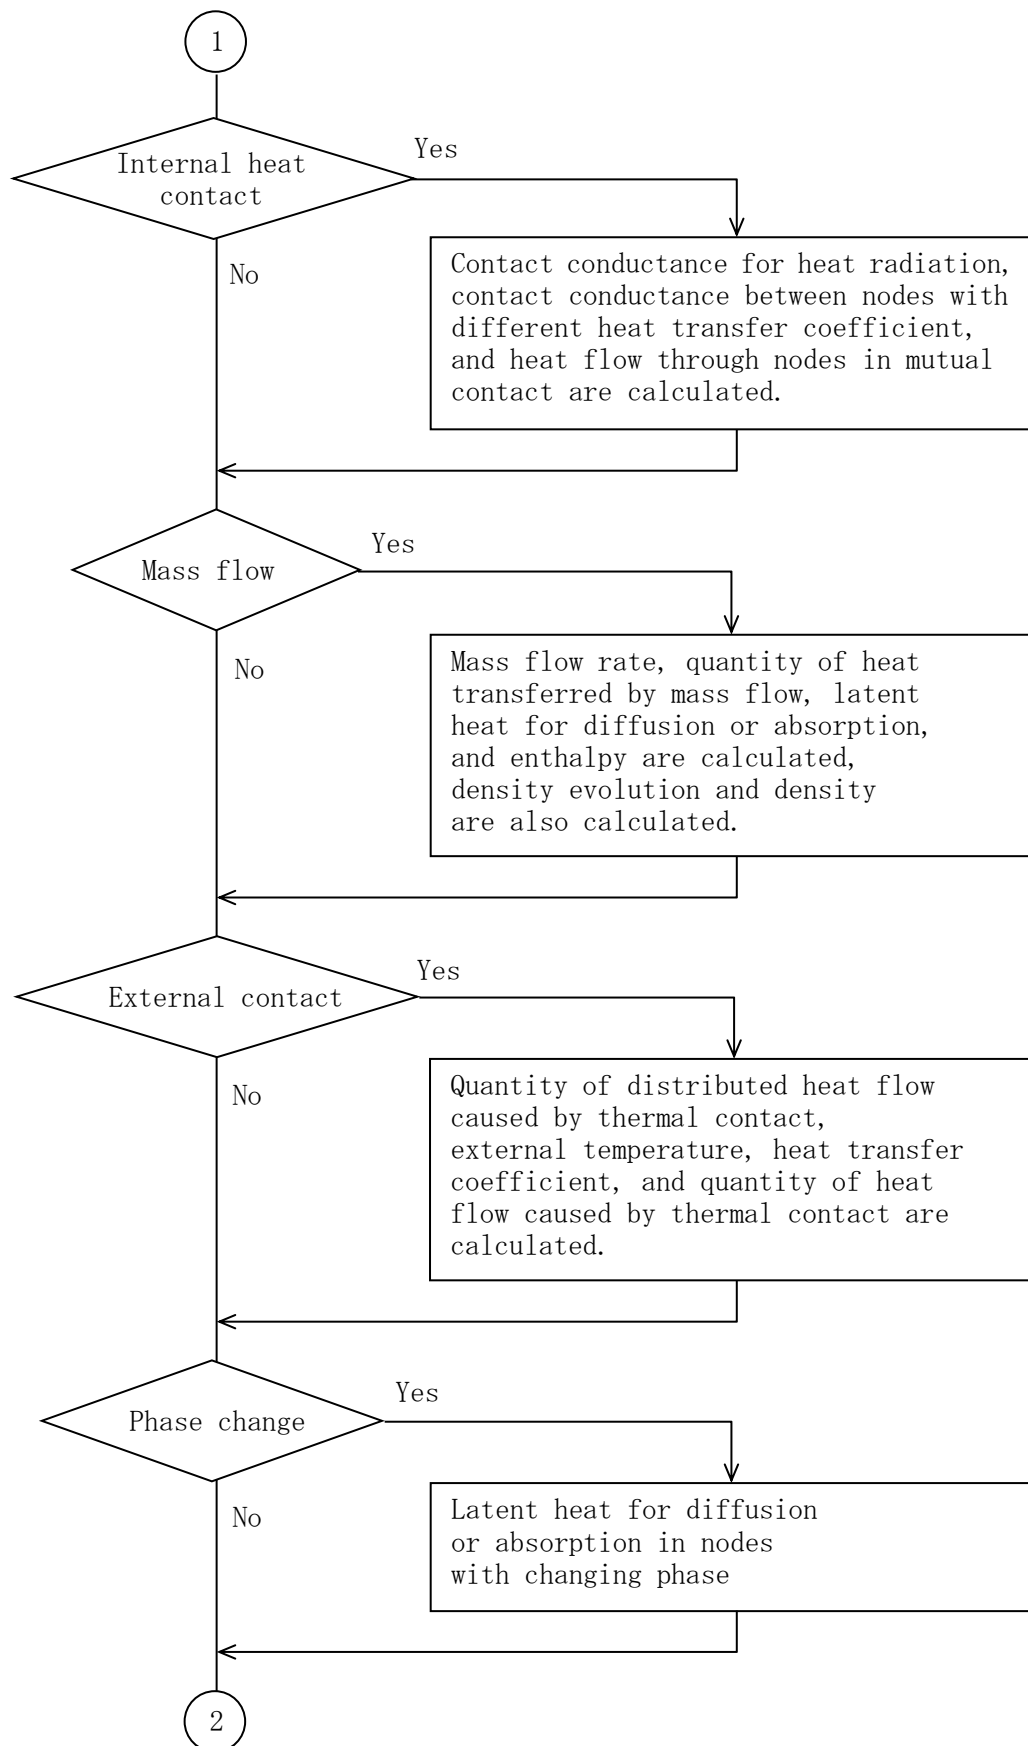 1
Internal heat
contact
Yes
No
Contact conductance for heat radiation,
contact conductance between nodes with
different heat transfer coefficient,
and heat flow through nodes in mutual
contact are calculated.
Mass flow
Yes
No
Mass flow rate, quantity of heat
transferred by mass flow, latent
heat for diffusion or absorption,
and enthalpy are calculated,
density evolution and density
are also calculated.
External contact
Yes
No
Quantity of distributed heat flow
caused by thermal contact,
external temperature, heat transfer
coefficient, and quantity of heat
flow caused by thermal contact are
calculated.
Phase change
Yes
No
Latent heat for diffusion
or absorption in nodes
with changing phase
2